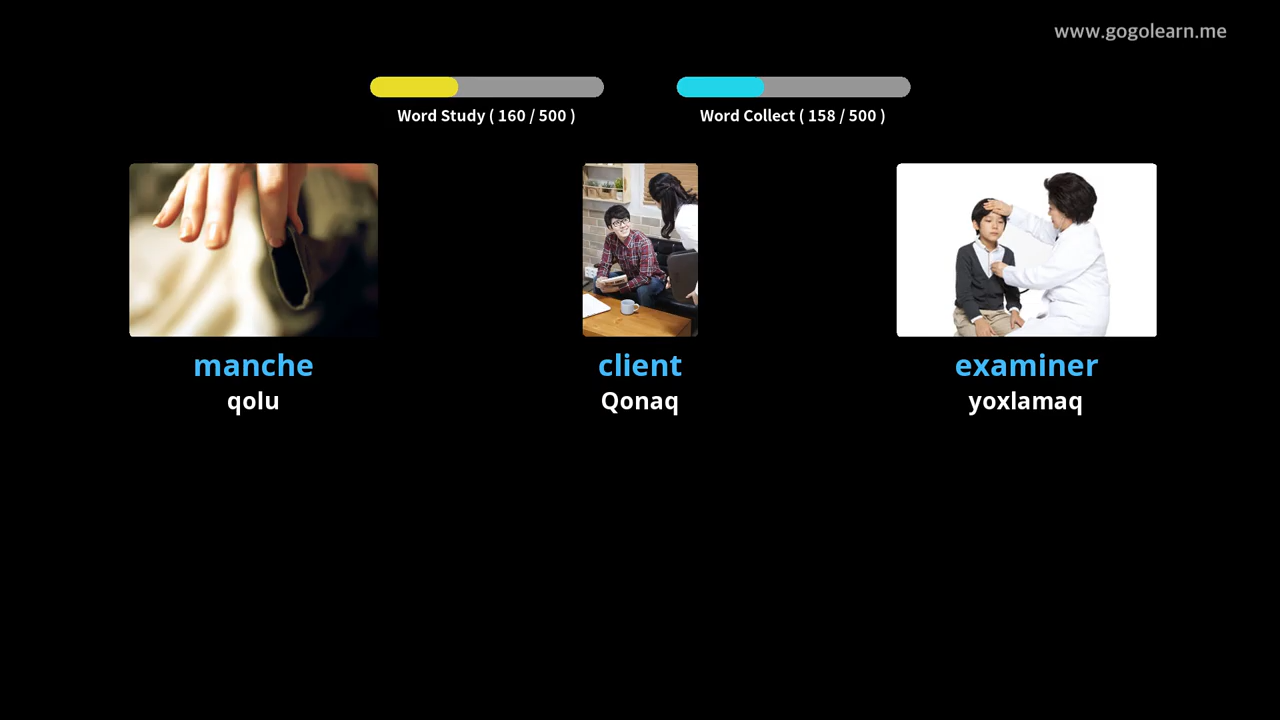 www.gogolearn.me
Word Study ( 160 / 500 )
Word Collect ( 158 / 500 )
manche
client
examiner
qolu
Qonaq
yoxlamaq